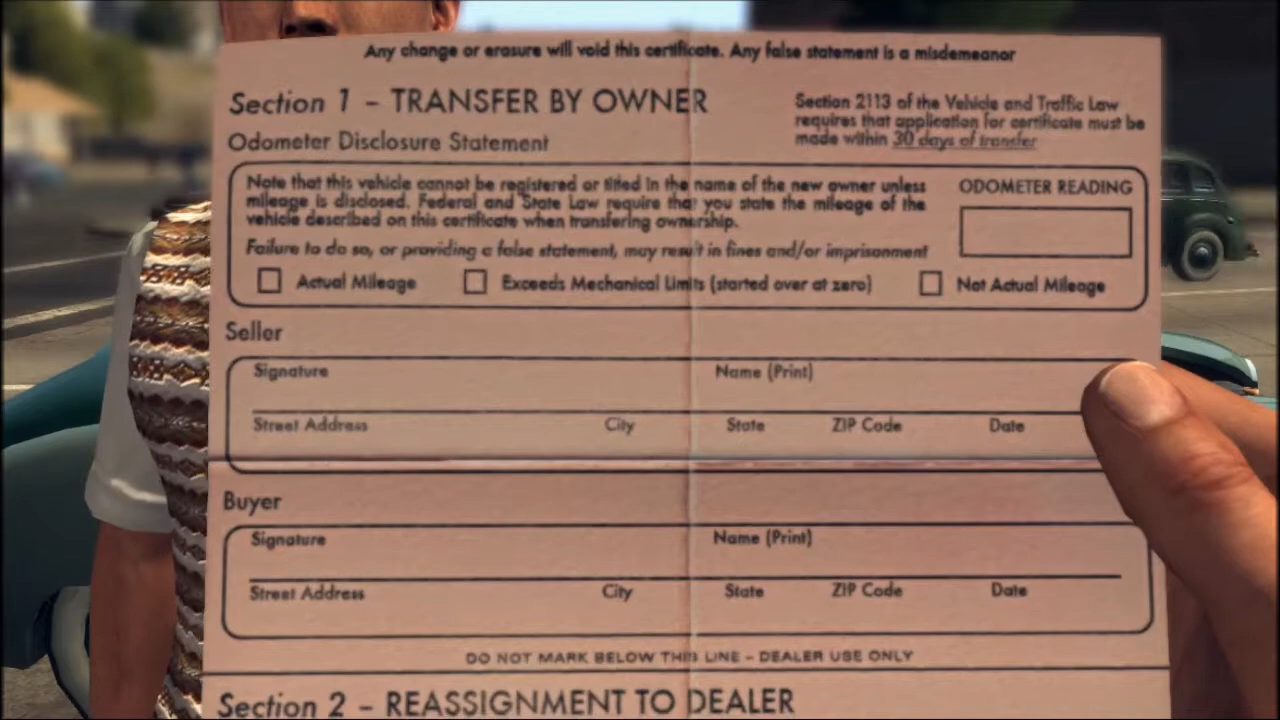 Any change or erasure will void this certificate. Any false statement is a misdemeanor
Section 1 – TRANSFER BY OWNER
Section 2113 of the Vehicle and Traffic Law
requires that application for certificate must be
made within 30 days of transfer
Odometer Disclosure Statement
Note that this vehicle cannot be registered or titled in the name of the new owner unless
mileage is disclosed. Federal and State Law require that you state the mileage of the
vehicle described on this certificate when transfering ownership.
Failure to do so, or providing a false statement, may result in fines and/or imprisonment
ODOMETER READING
Actual Mileage
Exceeds Mechanical Limits (started over at zero)
Not Actual Mileage
Seller
Signature Name (Print)
Street Address City State ZIP Code Date
Buyer
Signature Name (Print)
Street Address City State ZIP Code Date
DO NOT MARK BELOW THIS LINE – DEALER USE ONLY
Section 2 – REASSIGNMENT TO DEALER